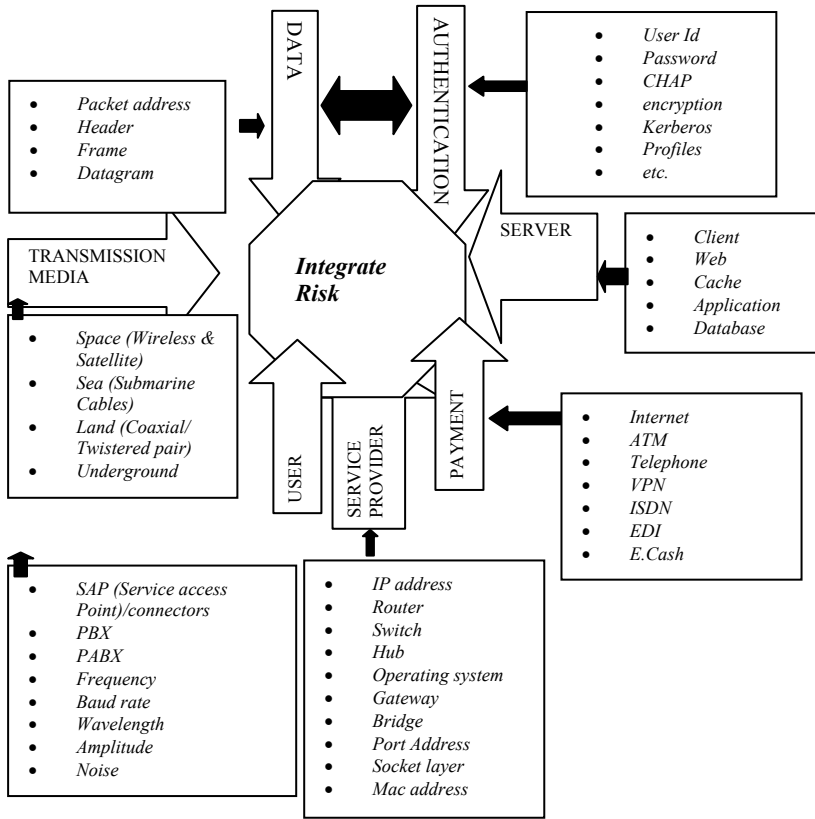 DATA
AUTHENTICATION
• User Id
• Password
• CHAP
• encryption
• Kerberos
• Profiles
• etc.
• Packet address
• Header
• Frame
• Datagram
TRANSMISSION
MEDIA
Integrate
Risk
SERVER
• Client
• Web
• Cache
• Application
• Database
• Space (Wireless &
Satellite)
• Sea (Submarine
Cables)
• Land (Coaxial/
Twistered pair)
• Underground
USER
SERVICE
PROVIDER
PAYMENT
• Internet
• ATM
• Telephone
• VPN
• ISDN
• EDI
• E.Cash
• SAP (Service access
Point)/connectors
• PBX
• PABX
• Frequency
• Baud rate
• Wavelength
• Amplitude
• Noise
• IP address
• Router
• Switch
• Hub
• Operating system
• Gateway
• Bridge
• Port Address
• Socket layer
• Mac address